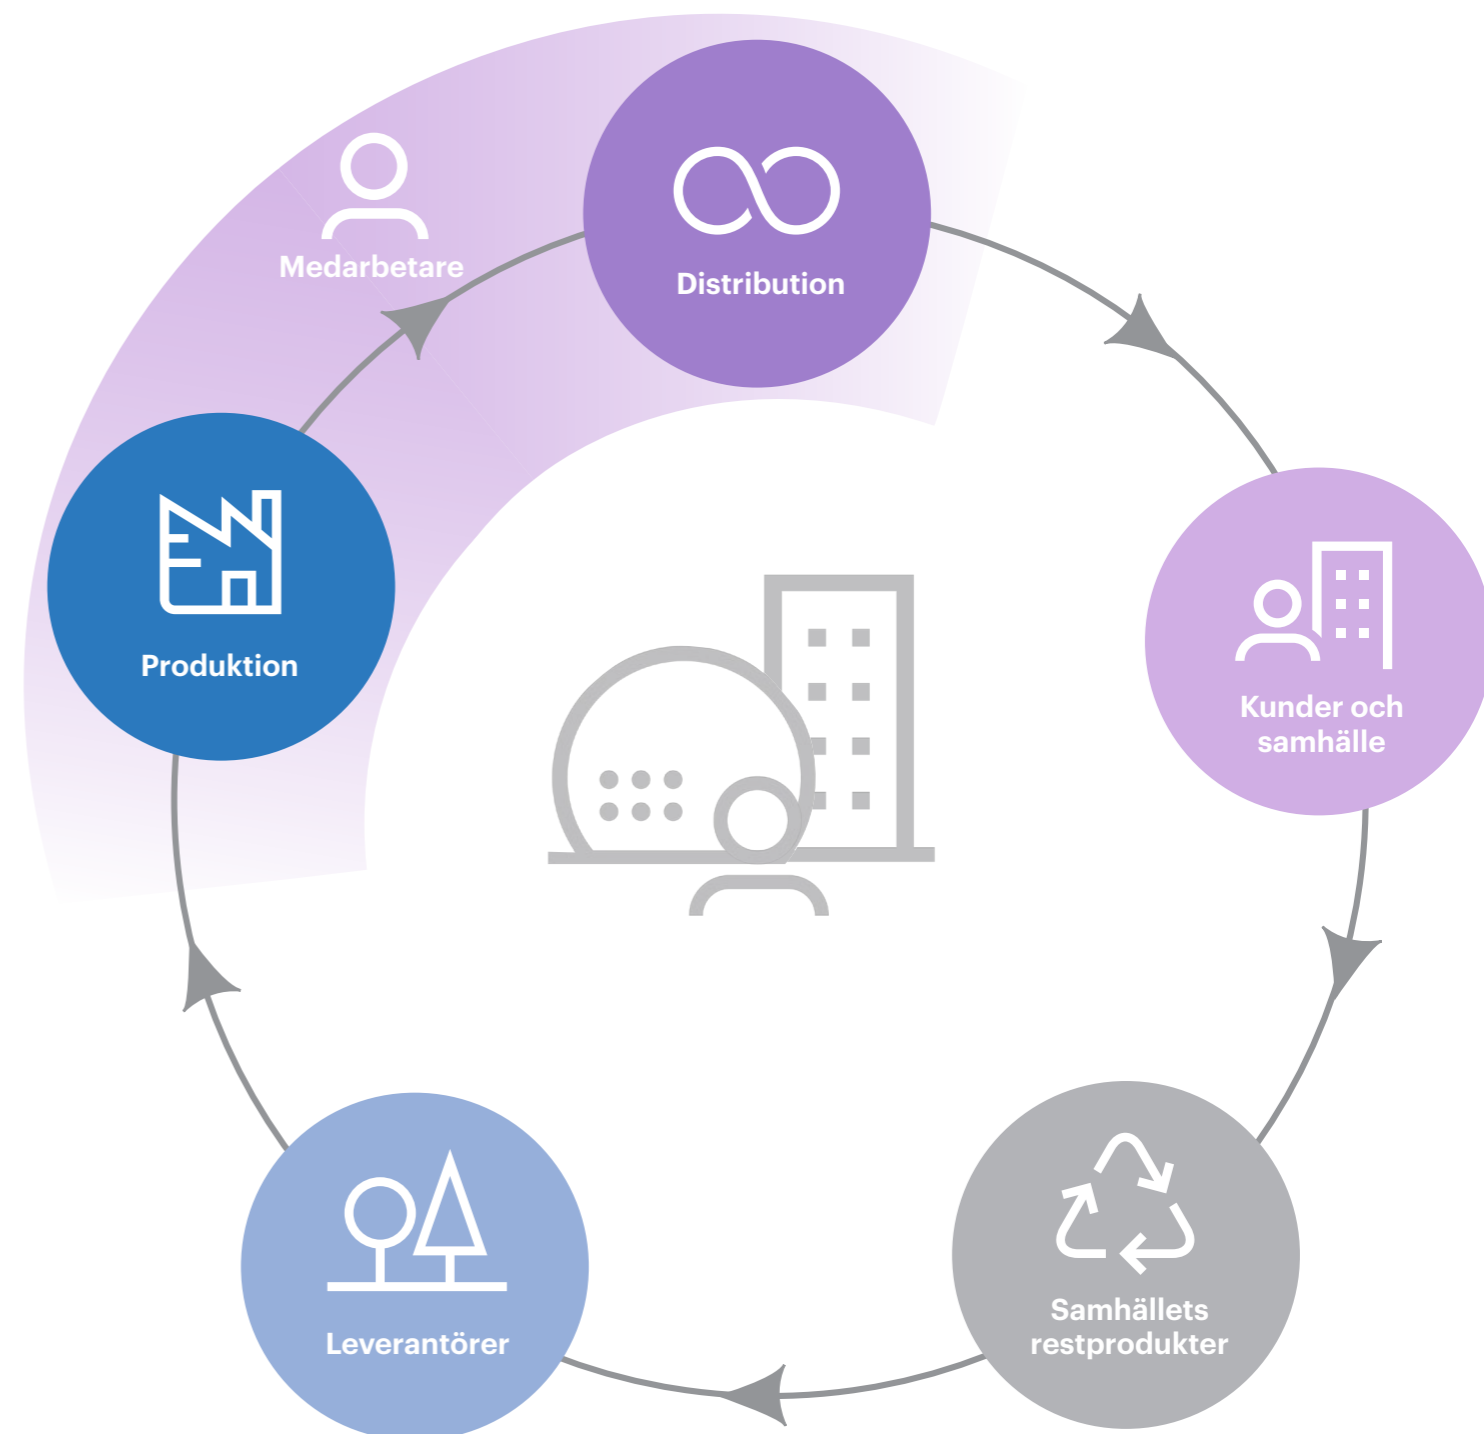 Medarbetare
Distribution
Produktion
Kunder och
samhälle
Leverantörer
Samhällets
restprodukter